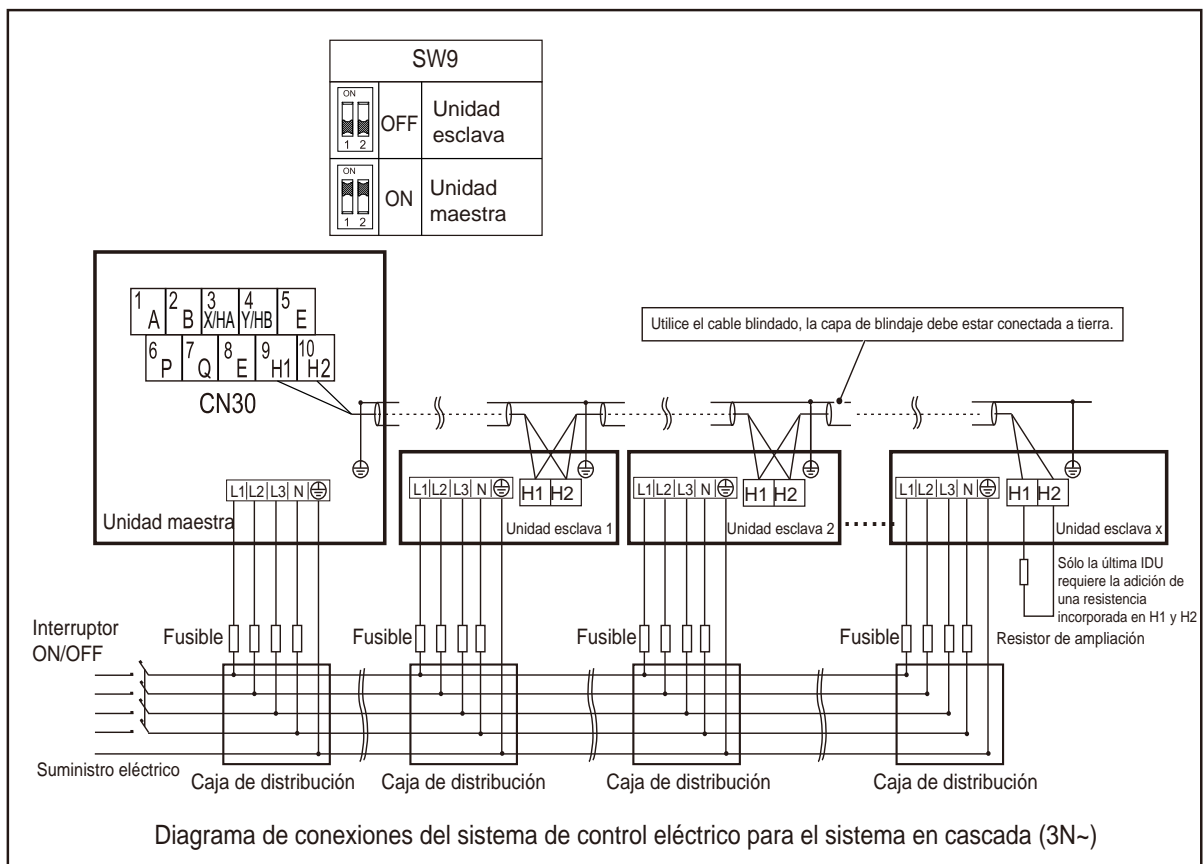 SW9
ON
1 2
OFF
Unidad
esclava
ON
1 2
ON
Unidad
maestra
1 A 2 B 3 X/HA 4 Y/HB 5 E
6 P 7 Q 8 E 9 H1 10 H2
CN30
Utilice el cable blindado, la capa de blindaje debe estar conectada a tierra.
L1 L2 L3 N
Unidad maestra
L1 L2 L3 N
H1 H2
Unidad esclava 1
L1 L2 L3 N
H1 H2
Unidad esclava 2
L1 L2 L3 N
H1 H2
Unidad esclava x
Sólo la última IDU
requiere la adición de
una resistencia
incorporada en H1 y H2
Resistor de ampliación
Interruptor
ON/OFF
Fusible
Fusible
Fusible
Fusible
Suministro eléctrico
Caja de distribución
Caja de distribución
Caja de distribución
Caja de distribución
Diagrama de conexiones del sistema de control eléctrico para el sistema en cascada (3N~)